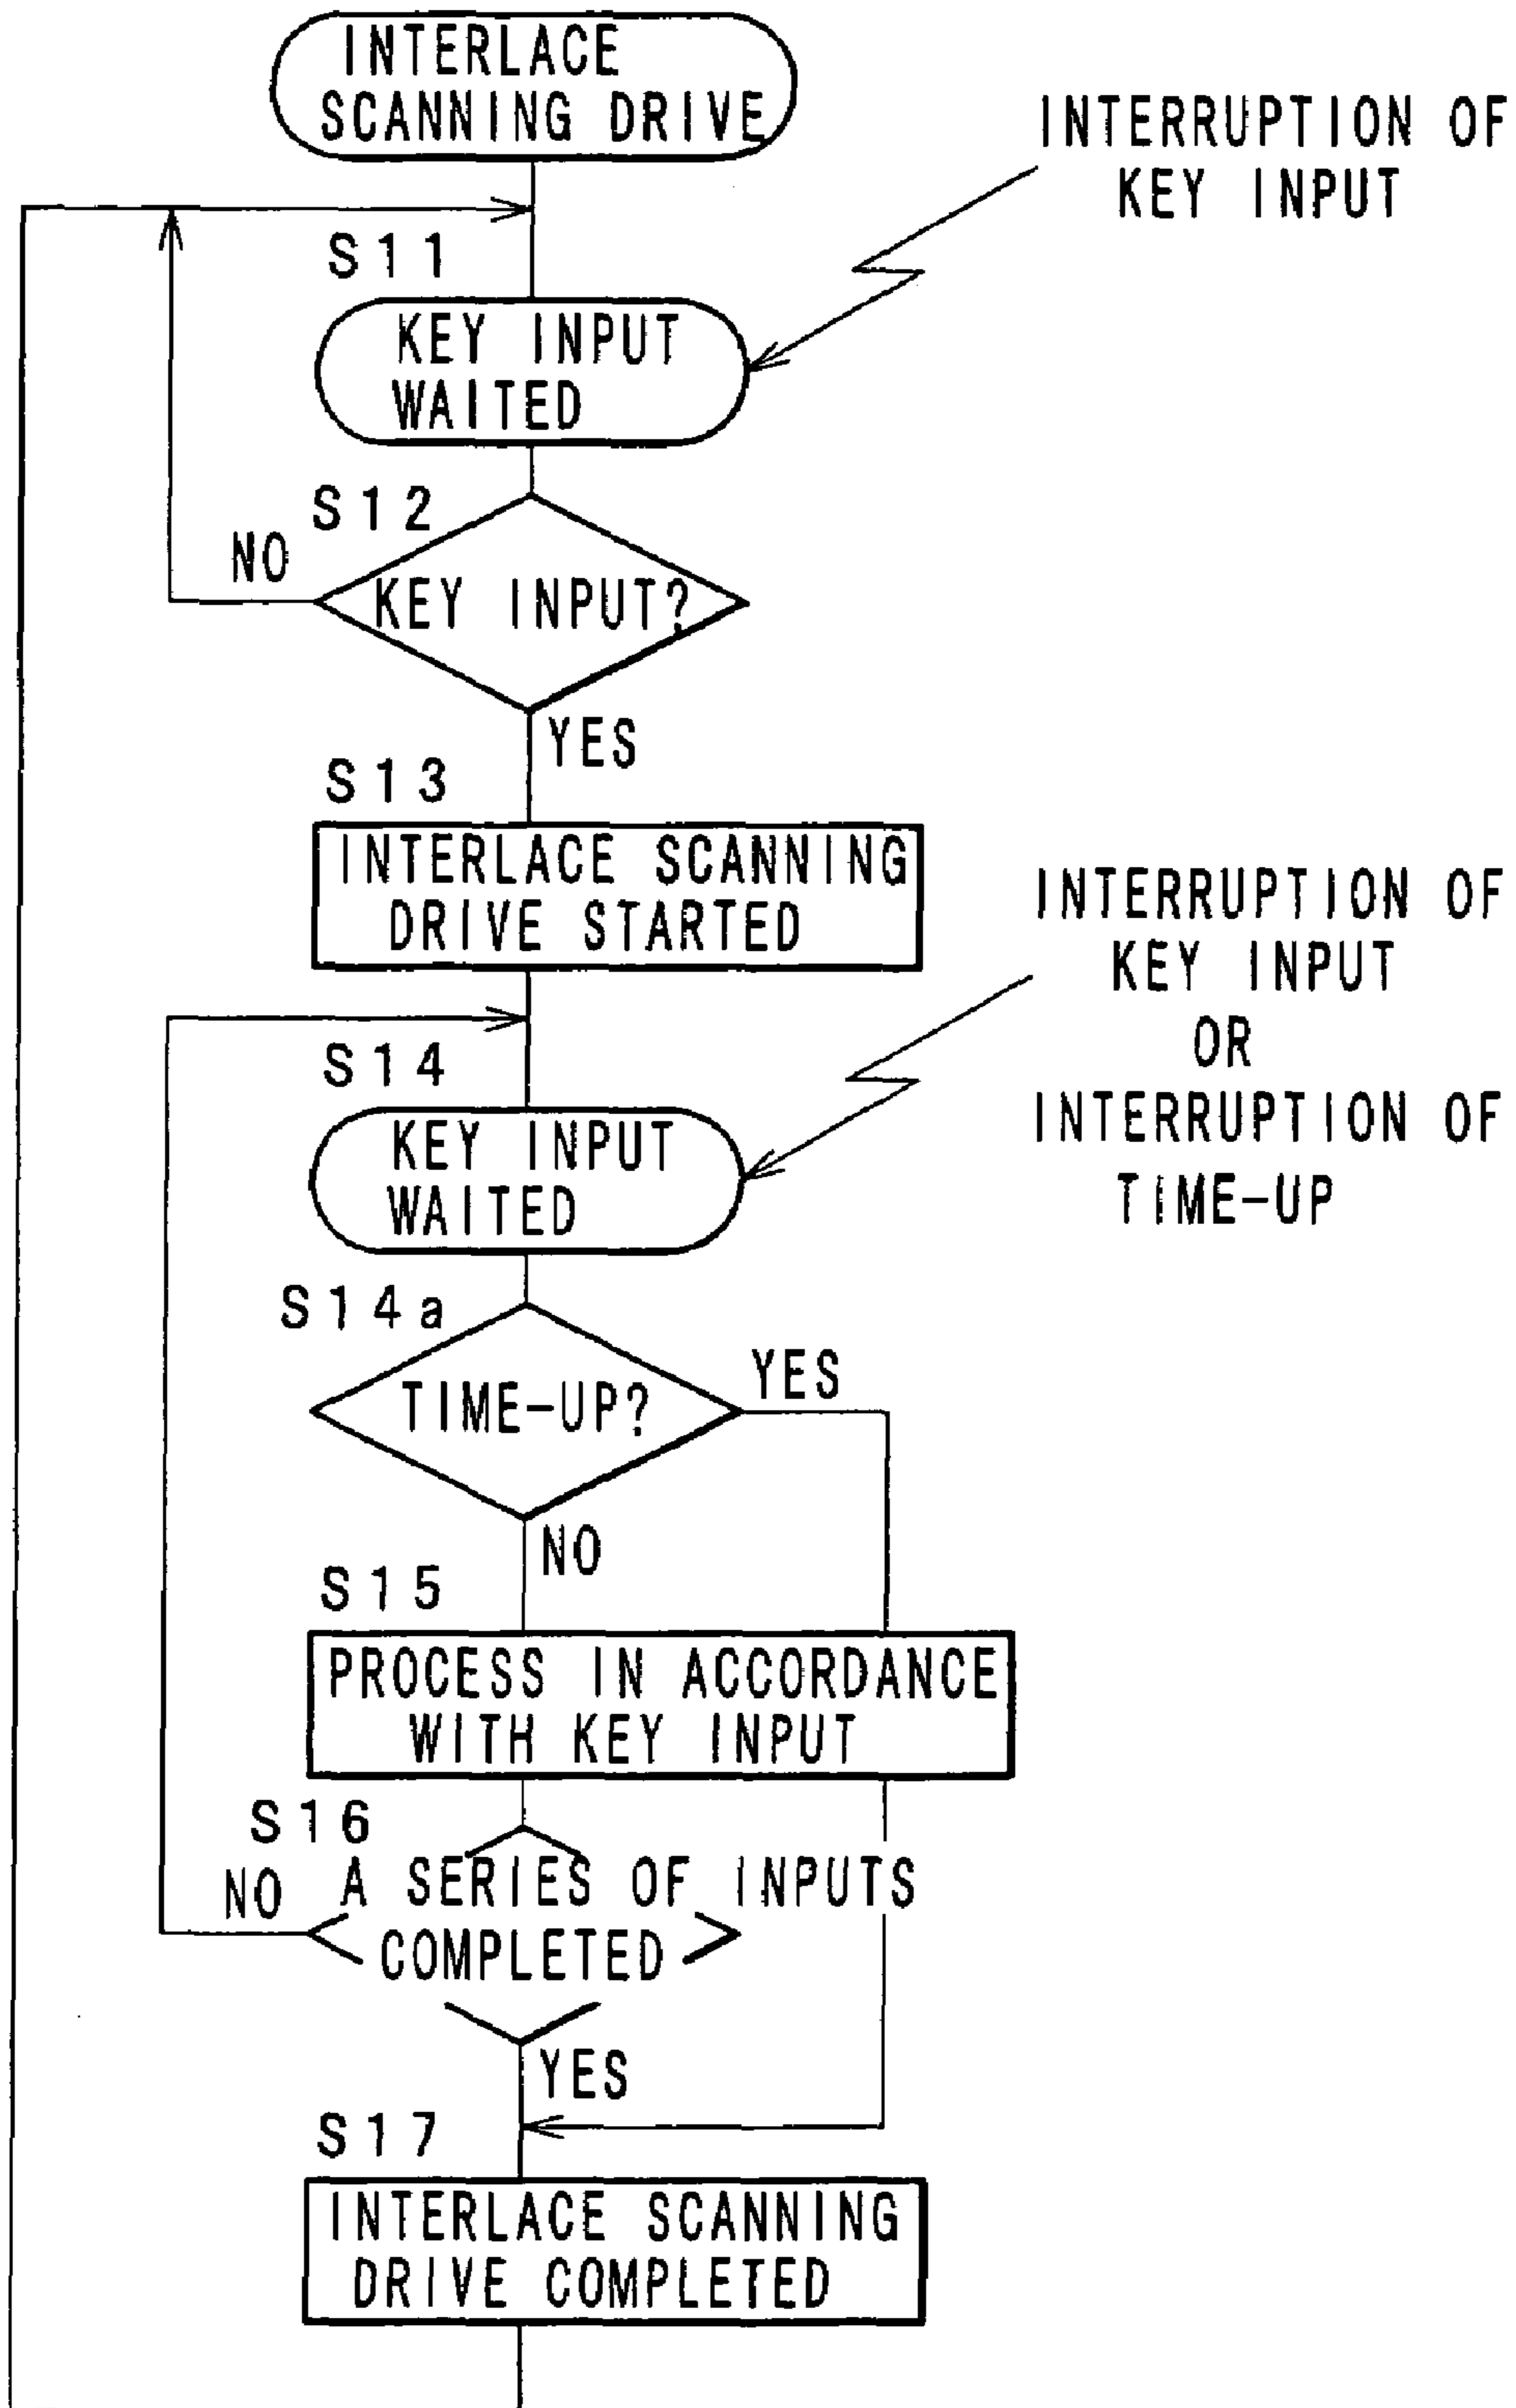 INTERLACE
SCANNING DRIVE
INTERRUPTION OF
KEY INPUT
S11
KEY INPUT
WAITED
S12
NO
KEY INPUT?
YES
S13
INTERLACE SCANNING
DRIVE STARTED
INTERRUPTION OF
KEY INPUT
OR
INTERRUPTION OF
TIME-UP
S14
KEY INPUT
WAITED
S14a
YES
TIME-UP?
NO
S15
PROCESS IN ACCORDANCE
WITH KEY INPUT
S16
NO
A SERIES OF INPUTS
COMPLETED
YES
S17
INTERLACE SCANNING
DRIVE COMPLETED